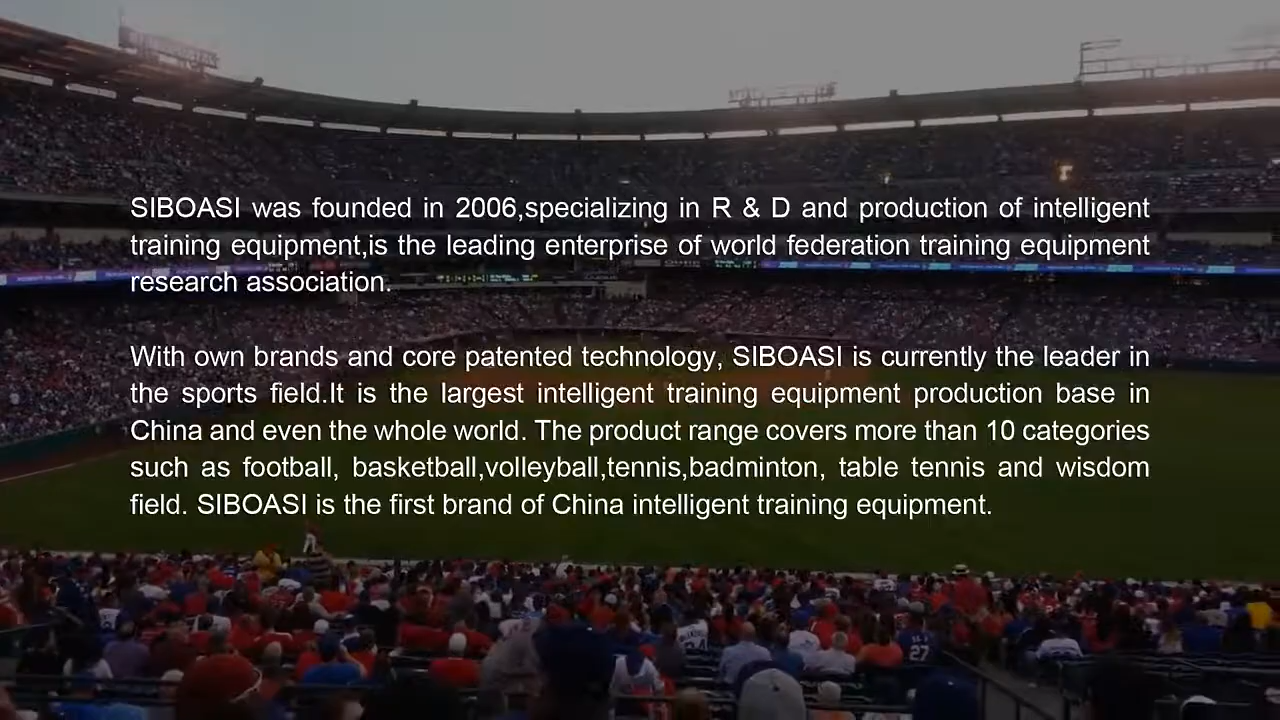 SIBOASI was founded in 2006,specializing in R & D and production of intelligent
training equipment,is the leading enterprise of world federation training equipment
research association.
With own brands and core patented technology, SIBOASI is currently the leader in
the sports field.It is the largest intelligent training equipment production base in
China and even the whole world. The product range covers more than 10 categories
such as football, basketball,volleyball,tennis,badminton, table tennis and wisdom
field. SIBOASI is the first brand of China intelligent training equipment.
27